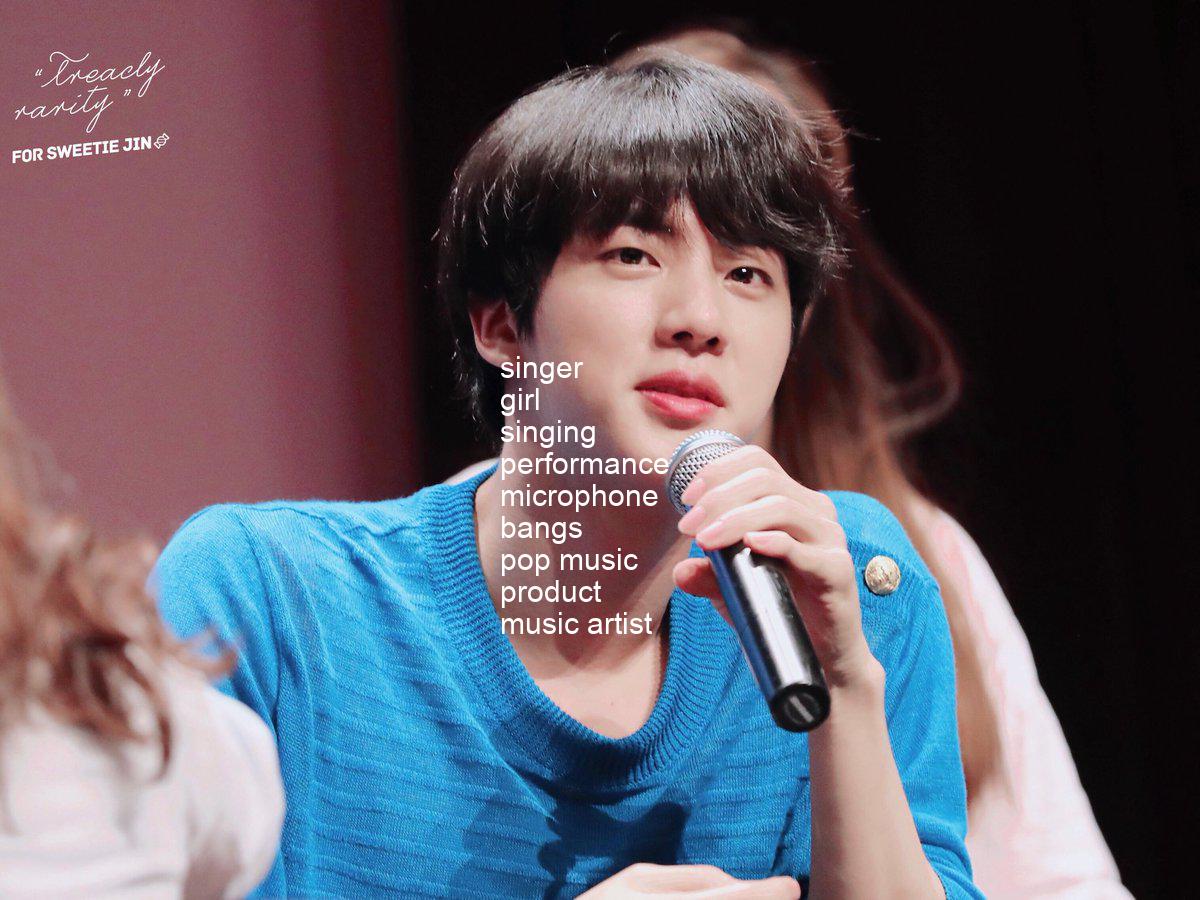 "Treacly
rarity"
FOR SWEETIE JIN
singer
girl
singing
performance
microphone
bangs
pop music
product
music artist